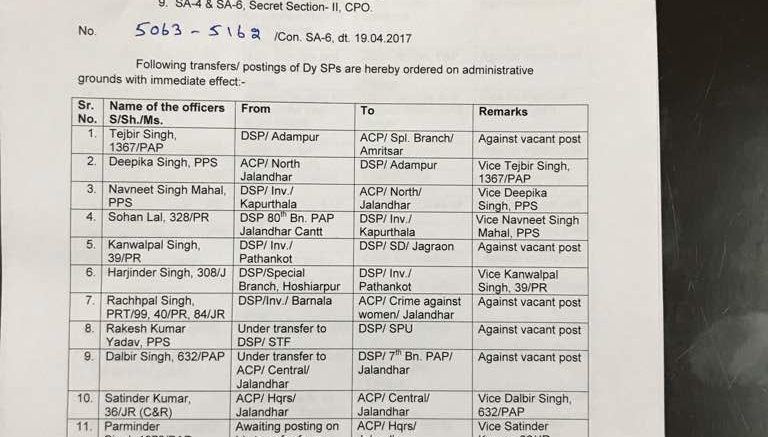 9. SA-4 & SA-6, Secret Section- II, CPO.
No. 5063 - 5162 /Con. SA-6, dt. 19.04.2017
Following transfers/ postings of Dy SPs are hereby ordered on administrative
grounds with immediate effect:-
Sr. Name of the officers From To Remarks
No. S/Sh./Ms.
1. Tejbir Singh, DSP/ Adampur ACP/ Spl. Branch/ Against vacant post
1367/PAP Amritsar
2. Deepika Singh, PPS ACP/ North DSP/ Adampur Vice Tejbir Singh,
Jalandhar 1367/PAP
3. Navneet Singh Mahal, DSP/ Inv./ ACP/ North/ Vice Deepika
PPS Kapurthala Jalandhar Singh, PPS
4. Sohan Lal, 328/PR DSP 80th Bn. PAP DSP/ Inv./ Vice Navneet Singh
Jalandhar Cantt Kapurthala Mahal, PPS
5. Kanwalpal Singh, DSP/ Inv./ DSP/ SD/ Jagraon Against vacant post
39/PR Pathankot
6. Harjinder Singh, 308/J DSP/Special DSP/ Inv./ Vice Kanwalpal
Branch, Hoshiarpur Pathankot Singh, 39/PR
7. Rachhpal Singh, DSP/Inv./ Barnala ACP/ Crime against Against vacant post
PRT/99, 40/PR, 84/JR women/ Jalandhar
8. Rakesh Kumar Under transfer to DSP/ SPU Against vacant post
Yadav, PPS DSP/ STF
9. Dalbir Singh, 632/PAP Under transfer to DSP/ 7th Bn. PAP/ Against vacant post
ACP/ Central/ Jalandhar
Jalandhar
10. Satinder Kumar, ACP/ Hqrs/ ACP/ Central/ Vice Dalbir Singh,
36/JR (C&R) Jalandhar Jalandhar 632/PAP
11. Parminder Awaiting posting on ACP/ Hqrs/ Vice Satinder